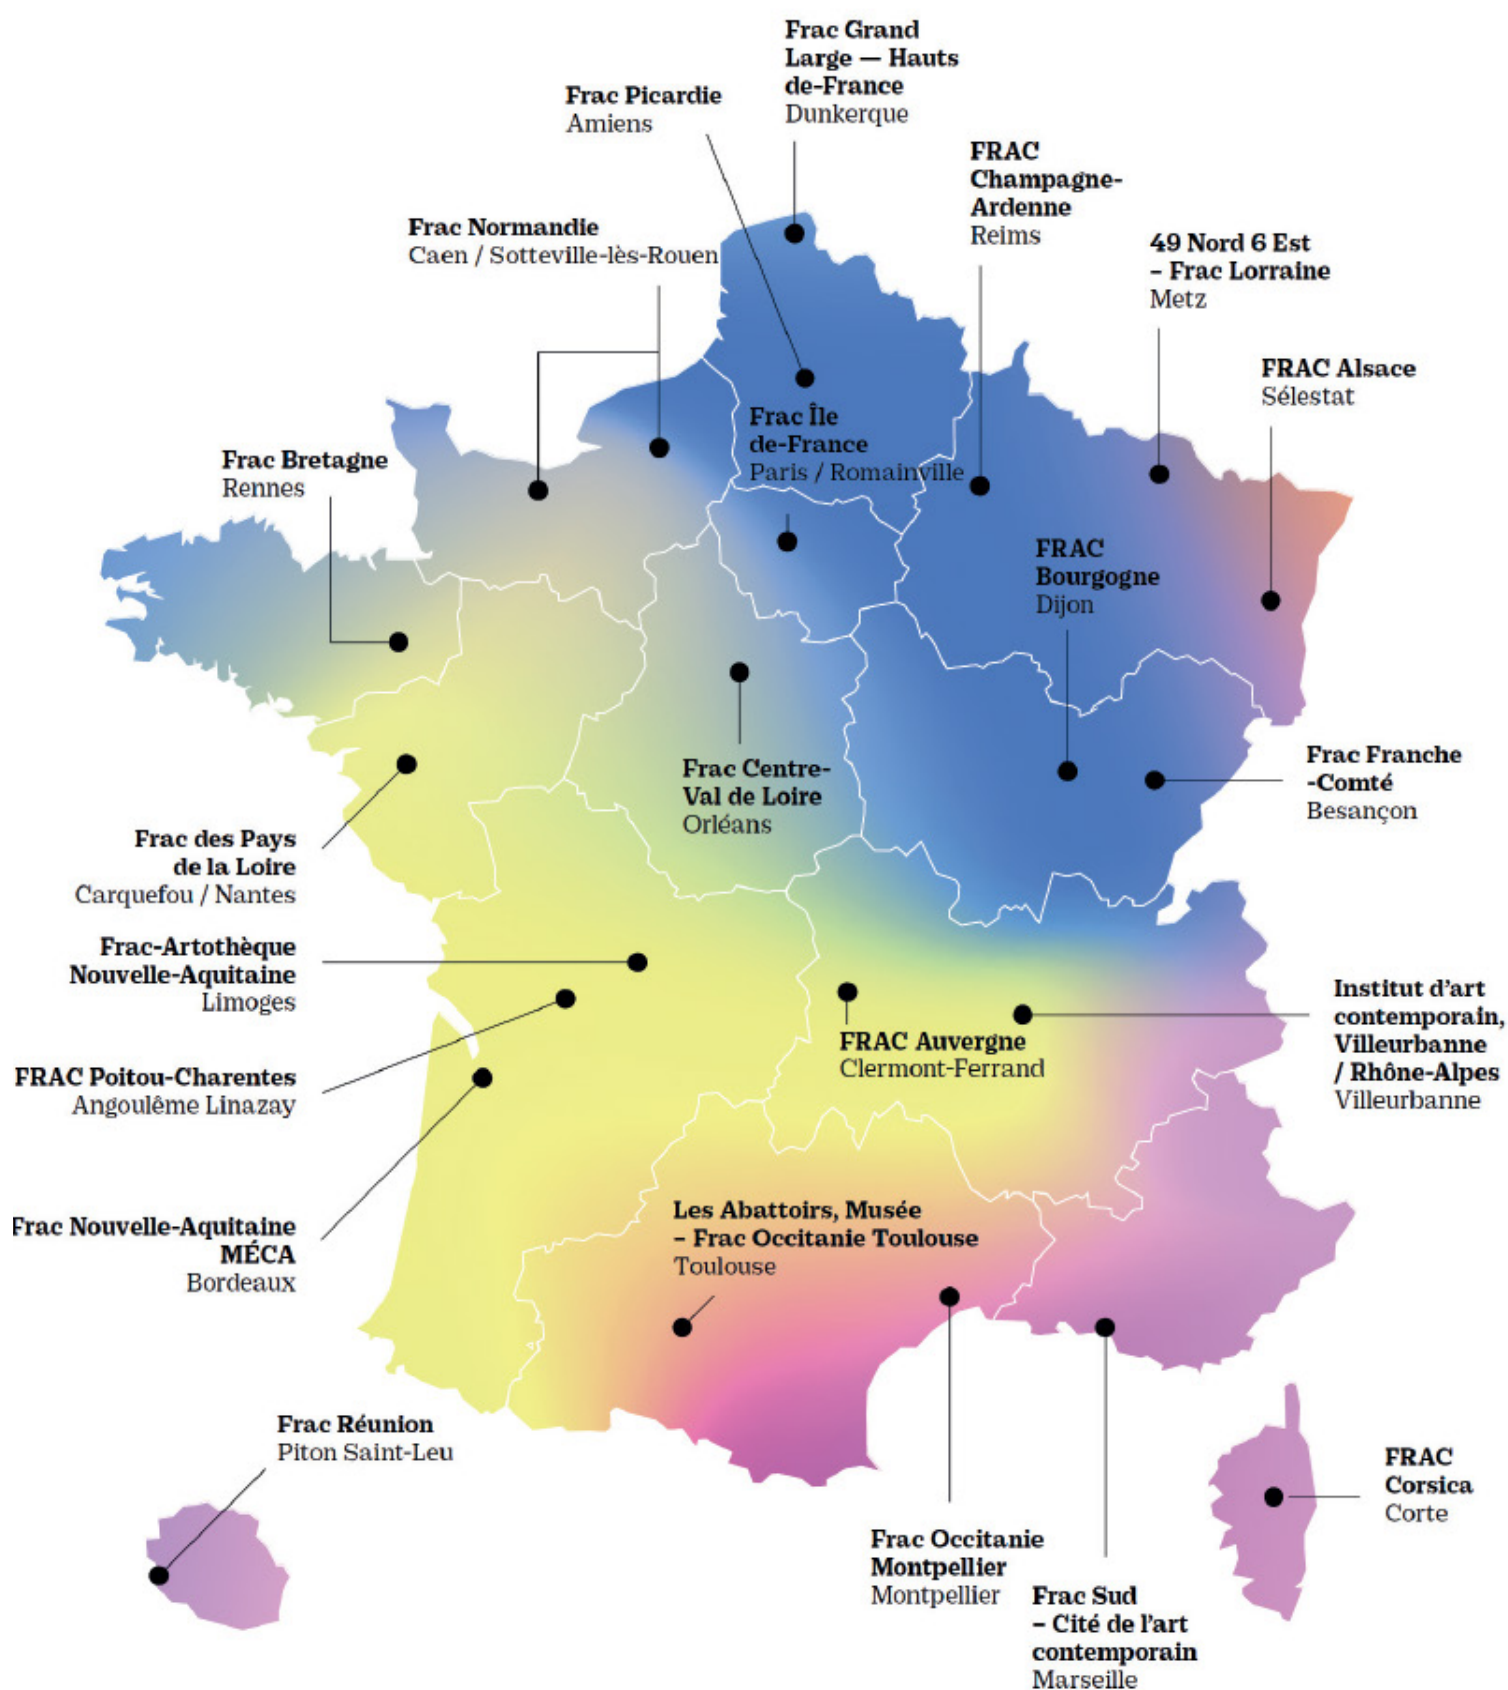 Frac Grand
Large — Hauts
de-France
Dunkerque
Frac Picardie
Amiens
FRAC
Champagne-
Ardenne
Reims
Frac Normandie
Caen / Sotteville-lès-Rouen
49 Nord 6 Est
– Frac Lorraine
Metz
FRAC Alsace
Sélestat
Frac Île
de-France
Paris / Romainville
Frac Bretagne
Rennes
FRAC
Bourgogne
Dijon
Frac Centre-
Val de Loire
Orléans
Frac Franche
-Comté
Besançon
Frac des Pays
de la Loire
Carquefou / Nantes
Frac-Artothèque
Nouvelle-Aquitaine
Limoges
Institut d’art
contemporain,
Villeurbanne
/ Rhône-Alpes
Villeurbanne
FRAC Auvergne
Clermont-Ferrand
FRAC Poitou-Charentes
Angoulême Linazay
Frac Nouvelle-Aquitaine
MÉCA
Bordeaux
Les Abattoirs, Musée
– Frac Occitanie Toulouse
Toulouse
Frac Réunion
Piton Saint-Leu
FRAC
Corsica
Corte
Frac Occitanie
Montpellier
Montpellier
Frac Sud
– Cité de l’art
contemporain
Marseille